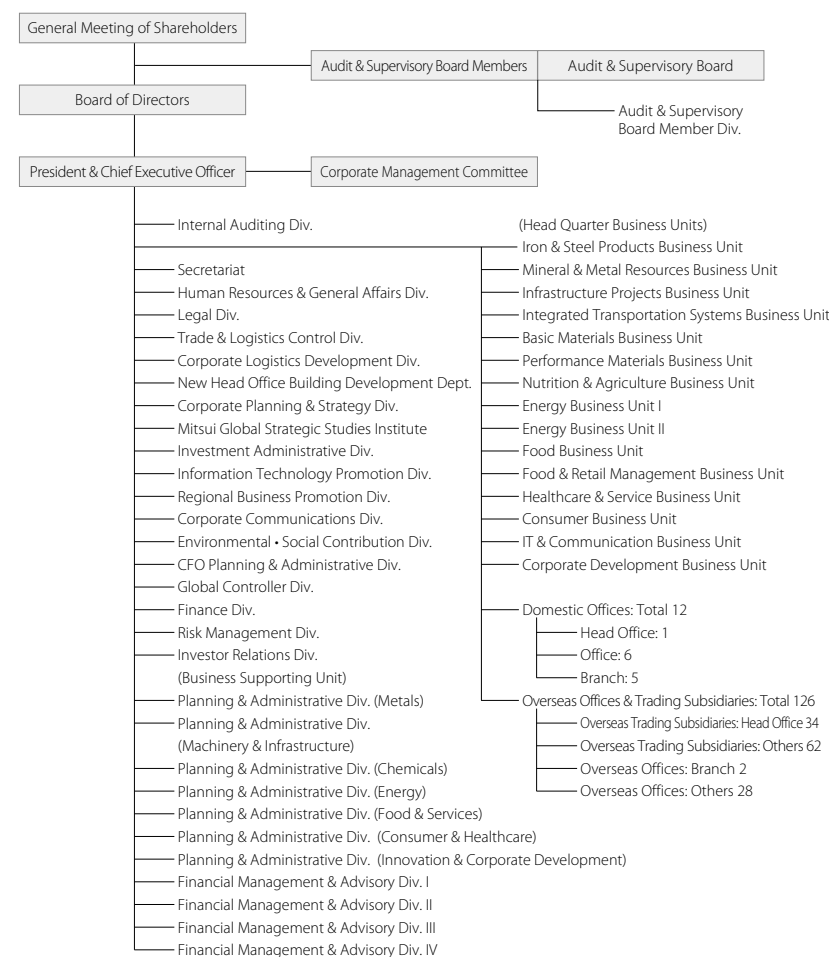 General Meeting of Shareholders
Audit & Supervisory Board Members
Audit & Supervisory Board
Board of Directors
Audit & Supervisory
Board Member Div.
President & Chief Executive Officer
Corporate Management Committee
Internal Auditing Div.
Secretariat
Human Resources & General Affairs Div.
Legal Div.
Trade & Logistics Control Div.
Corporate Logistics Development Div.
New Head Office Building Development Dept.
Corporate Planning & Strategy Div.
Mitsui Global Strategic Studies Institute
Investment Administrative Div.
Information Technology Promotion Div.
Regional Business Promotion Div.
Corporate Communications Div.
Environmental • Social Contribution Div.
CFO Planning & Administrative Div.
Global Controller Div.
Finance Div.
Risk Management Div.
Investor Relations Div.
(Business Supporting Unit)
Planning & Administrative Div. (Metals)
Planning & Administrative Div.
(Machinery & Infrastructure)
Planning & Administrative Div. (Chemicals)
Planning & Administrative Div. (Energy)
Planning & Administrative Div. (Food & Services)
Planning & Administrative Div. (Consumer & Healthcare)
Planning & Administrative Div. (Innovation & Corporate Development)
Financial Management & Advisory Div. I
Financial Management & Advisory Div. II
Financial Management & Advisory Div. III
Financial Management & Advisory Div. IV
(Head Quarter Business Units)
Iron & Steel Products Business Unit
Mineral & Metal Resources Business Unit
Infrastructure Projects Business Unit
Integrated Transportation Systems Business Unit
Basic Materials Business Unit
Performance Materials Business Unit
Nutrition & Agriculture Business Unit
Energy Business Unit I
Energy Business Unit II
Food Business Unit
Food & Retail Management Business Unit
Healthcare & Service Business Unit
Consumer Business Unit
IT & Communication Business Unit
Corporate Development Business Unit
Domestic Offices: Total 12
Head Office: 1
Office: 6
Branch: 5
Overseas Offices & Trading Subsidiaries: Total 126
Overseas Trading Subsidiaries: Head Office 34
Overseas Trading Subsidiaries: Others 62
Overseas Offices: Branch 2
Overseas Offices: Others 28